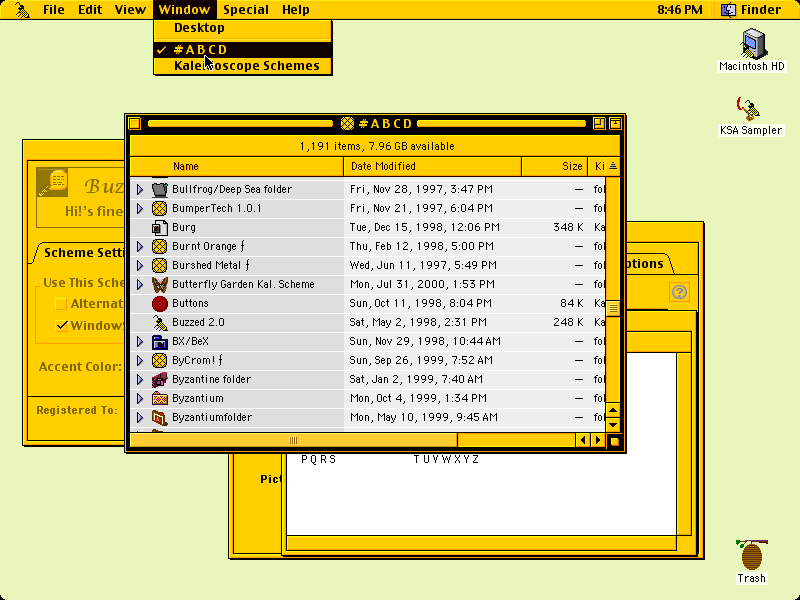 File Edit View Window Special Help 8:46 PM Finder
Desktop
✓ #ABCD
Kaleidoscope Schemes
Macintosh HD
KSA Sampler
#ABCD
1,191 items, 7.96 GB available
Name Date Modified Size Ki
Bullfrog/Deep Sea folder Fri, Nov 28, 1997, 3:47 PM — fol
BumperTech 1.0.1 Fri, Nov 21, 1997, 6:04 PM — fol
Burg Tue, Dec 15, 1998, 12:06 PM 348 K Ka
Burnt Orange ƒ Thu, Feb 12, 1998, 5:00 PM — fol
Burshed Metal ƒ Wed, Jun 11, 1997, 5:49 PM — fol
Butterfly Garden Kal. Scheme Mon, Jul 31, 2000, 1:53 PM — fol
Buttons Sun, Oct 11, 1998, 8:04 PM 84 K Ka
Buzzed 2.0 Sat, May 2, 1998, 2:31 PM 248 K Ka
BX/BeX Sun, Nov 29, 1998, 10:44 AM — fol
ByCrom! ƒ Sun, Sep 26, 1999, 7:52 AM — fol
Byzantine folder Sat, Jan 2, 1999, 7:40 AM — fol
Byzantium Mon, Oct 4, 1999, 1:34 PM — fol
Byzantiumfolder Mon, May 10, 1999, 9:45 AM — fol
Buz
Hi!'s fine
Scheme Setti
Use This Sche
Alternat
Window
Accent Color:
Registered To:
ptions
?
PQRS TUVWXYZ
Pict
Trash